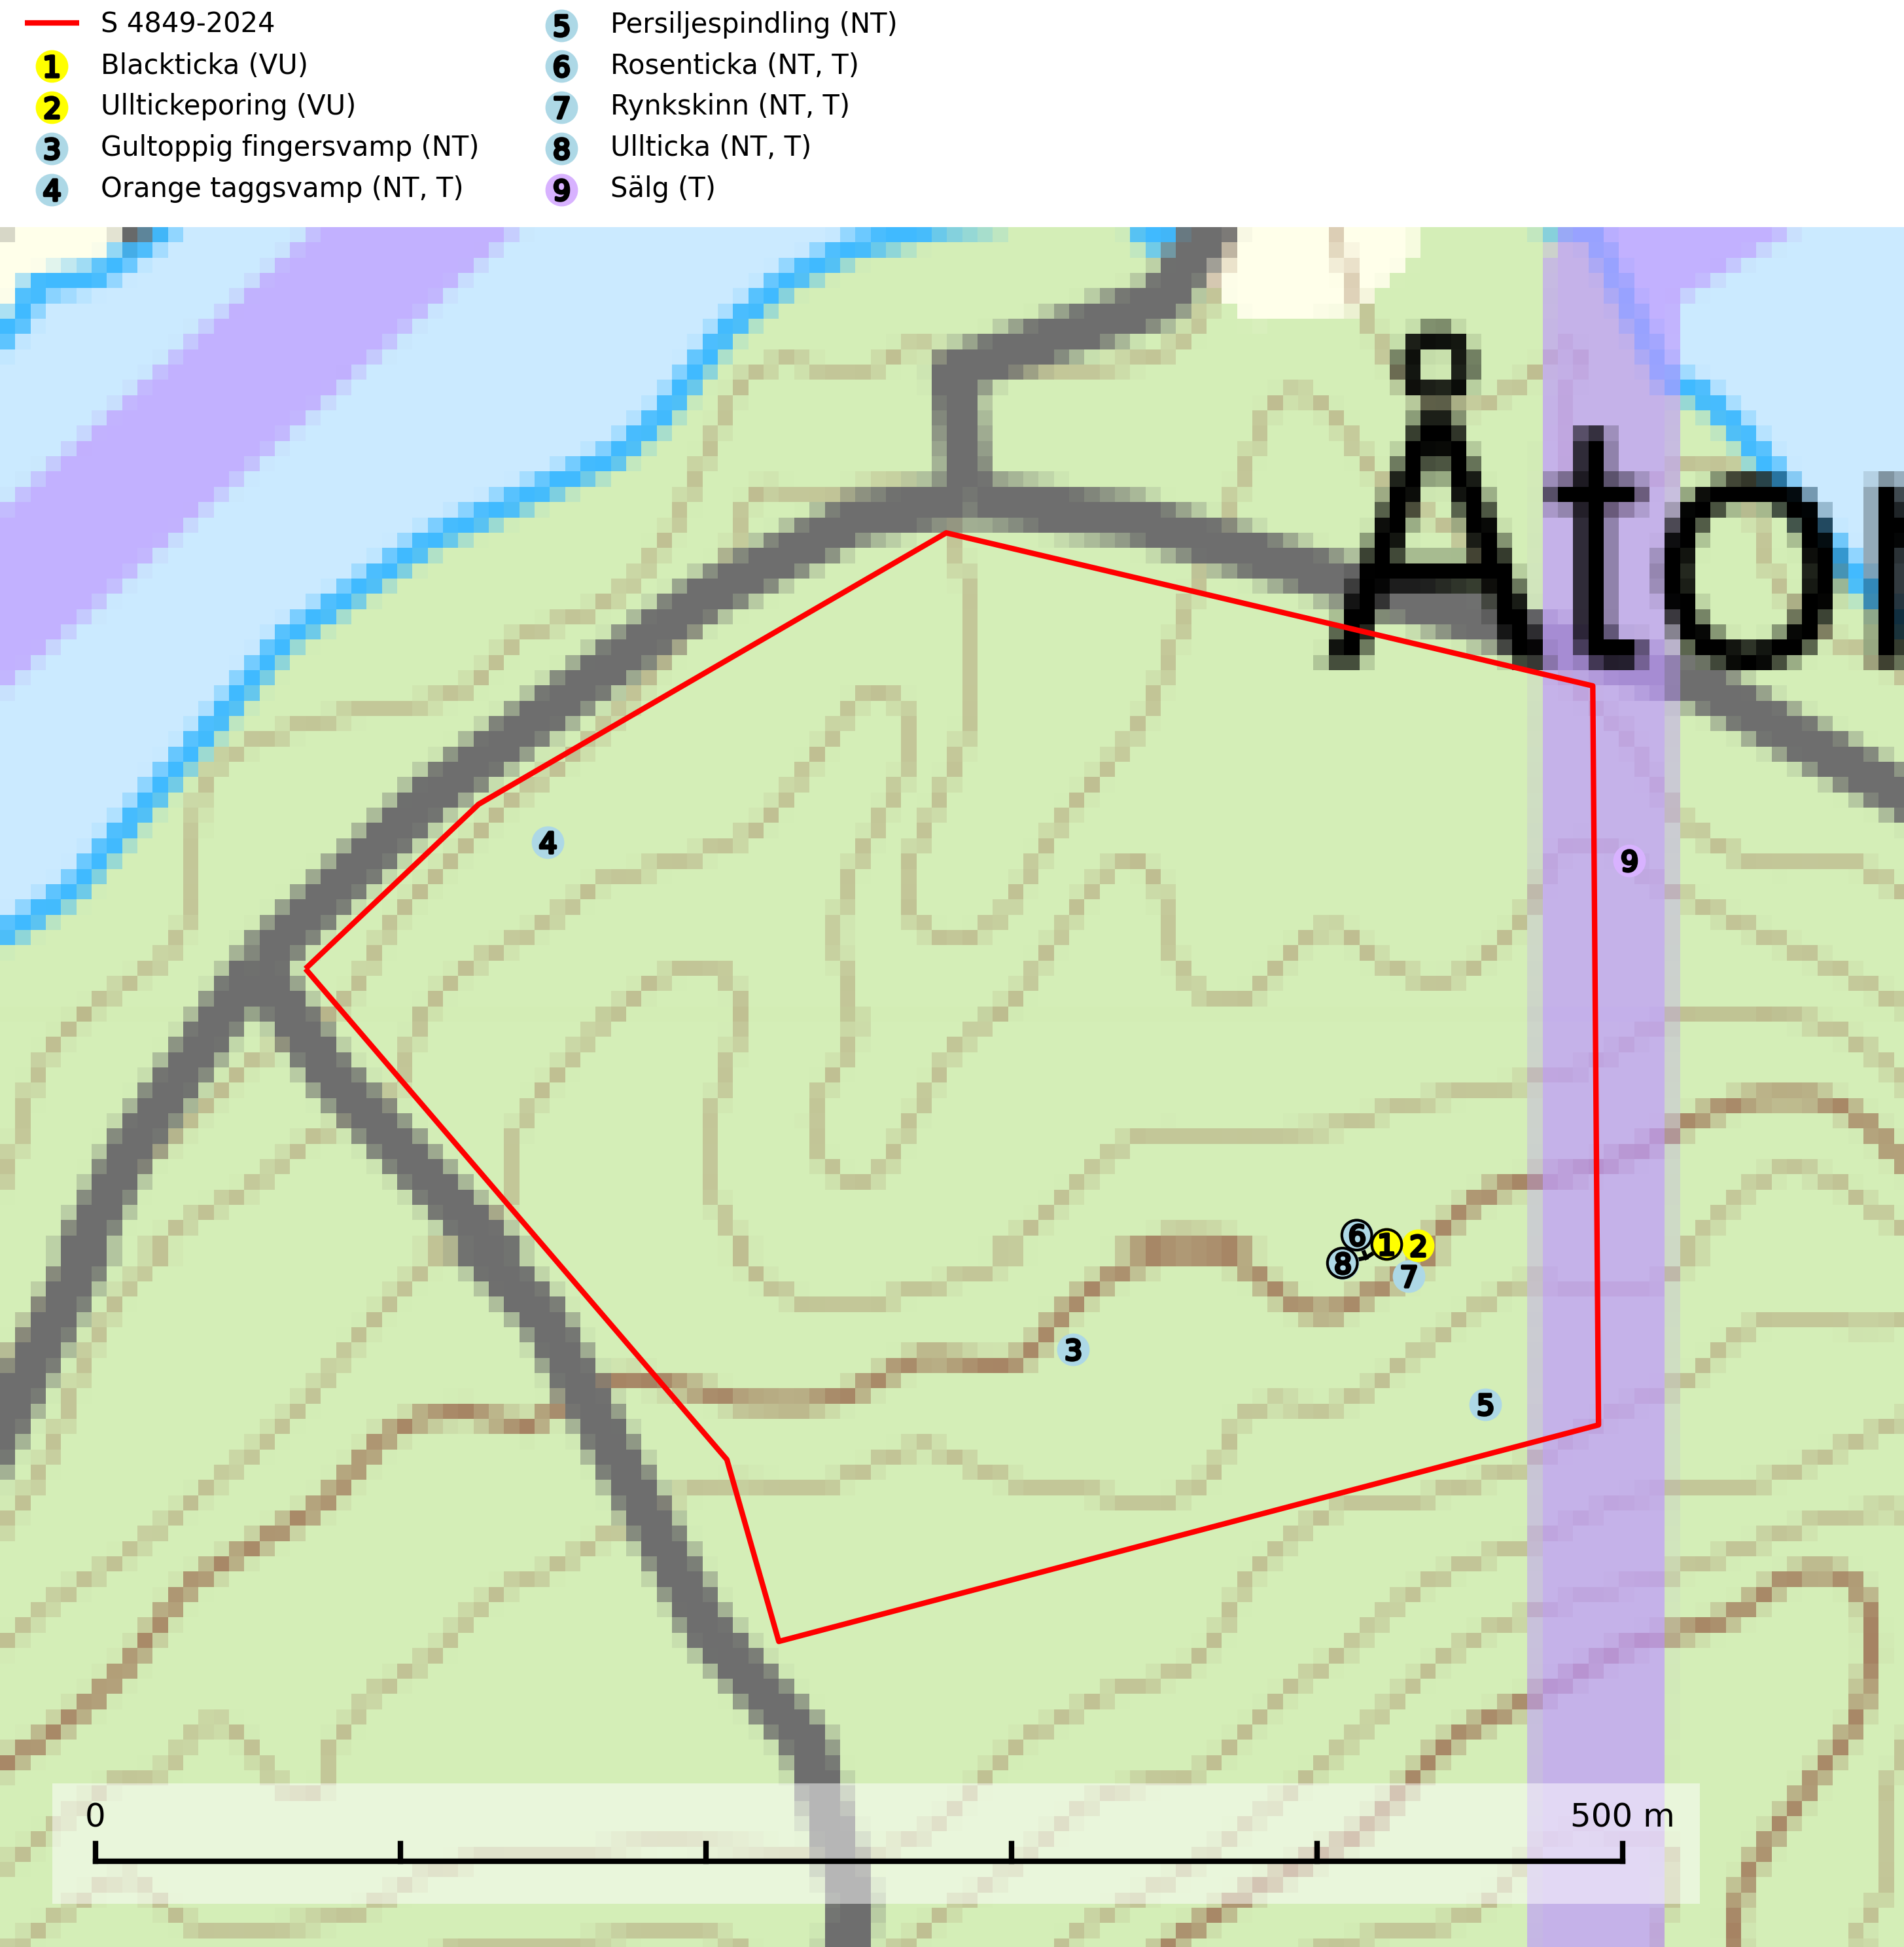 S 4849-2024
1 Blackticka (VU)
2 Ulltickeporing (VU)
3 Gultoppig fingersvamp (NT)
4 Orange taggsvamp (NT, T)
5 Persiljespindling (NT)
6 Rosenticka (NT, T)
7 Rynkskinn (NT, T)
8 Ullticka (NT, T)
9 Sälg (T)
Åto
4
9
6 1 2
8 7
3
5
0 500 m